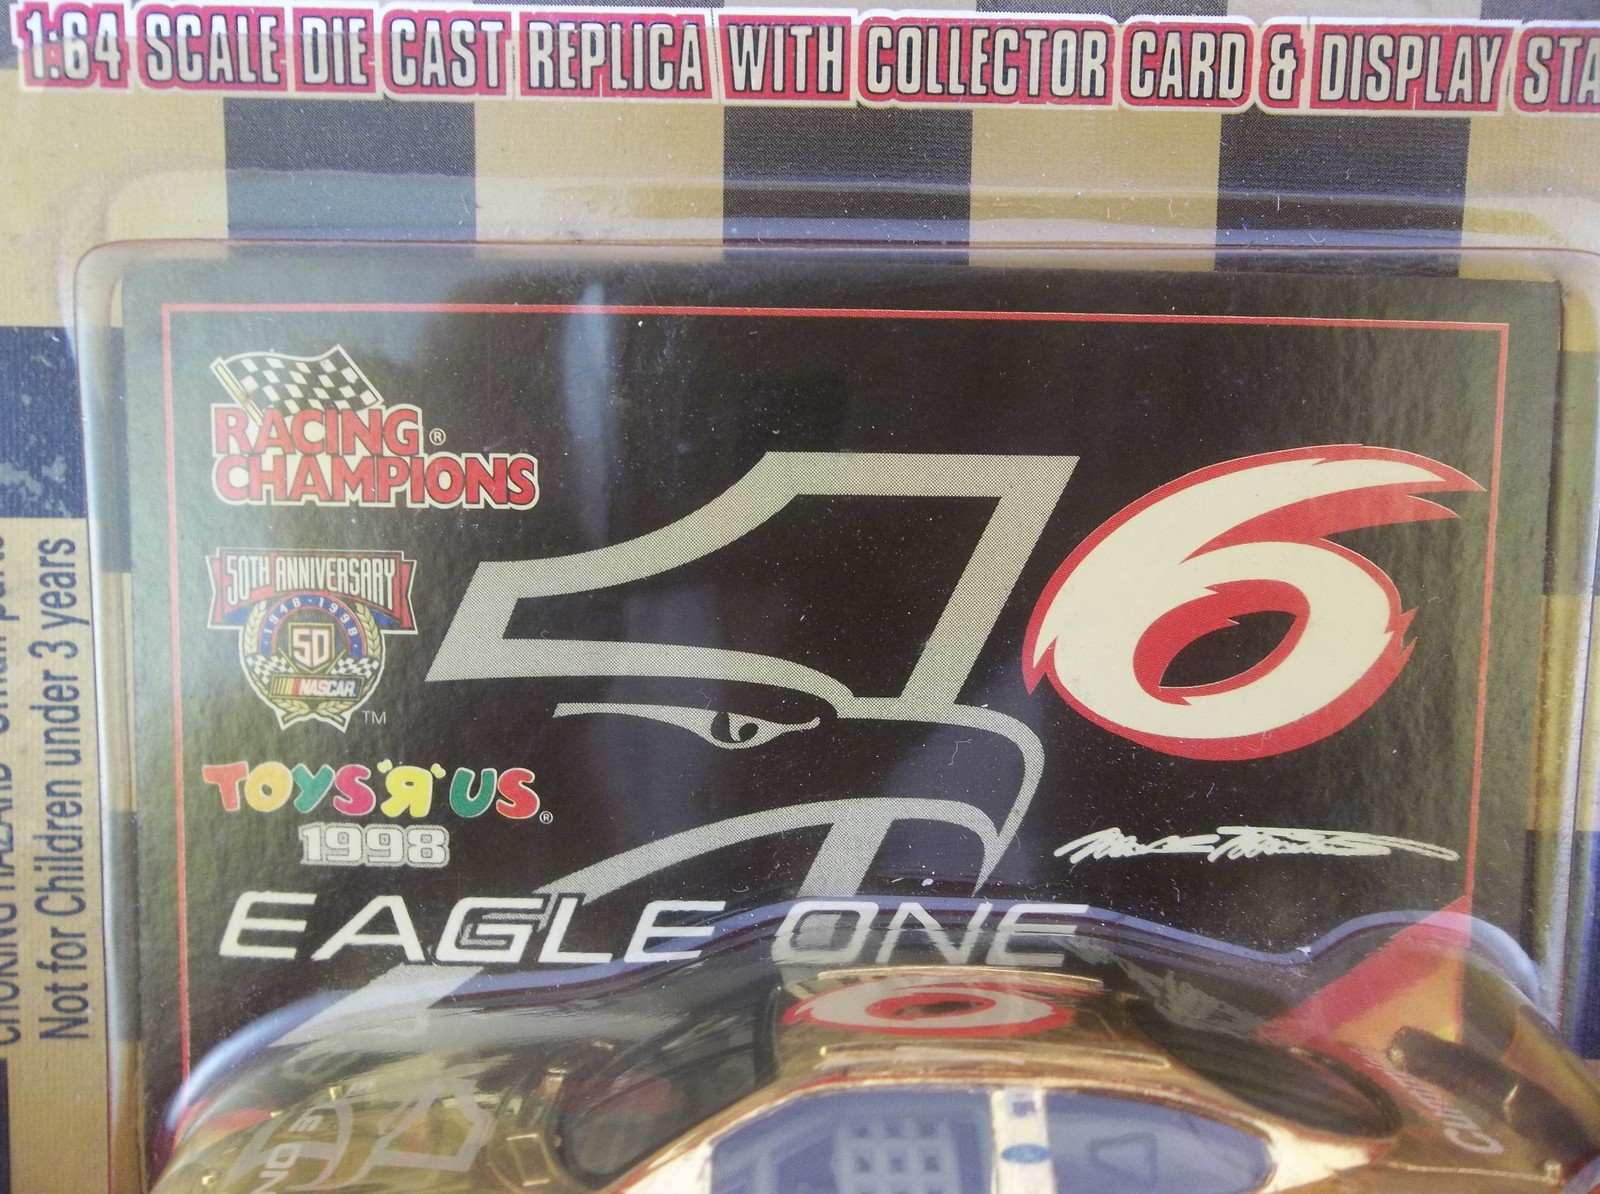 1:64 SCALE DIE CAST REPLICA WITH COLLECTOR CARD & DISPLAY STA
RACING
CHAMPIONS®
50TH ANNIVERSARY
1948·1998
50
NASCAR
TM
TOYS"R"US®
1998
6
EAGLE ONE
6
Not for Children under 3 years